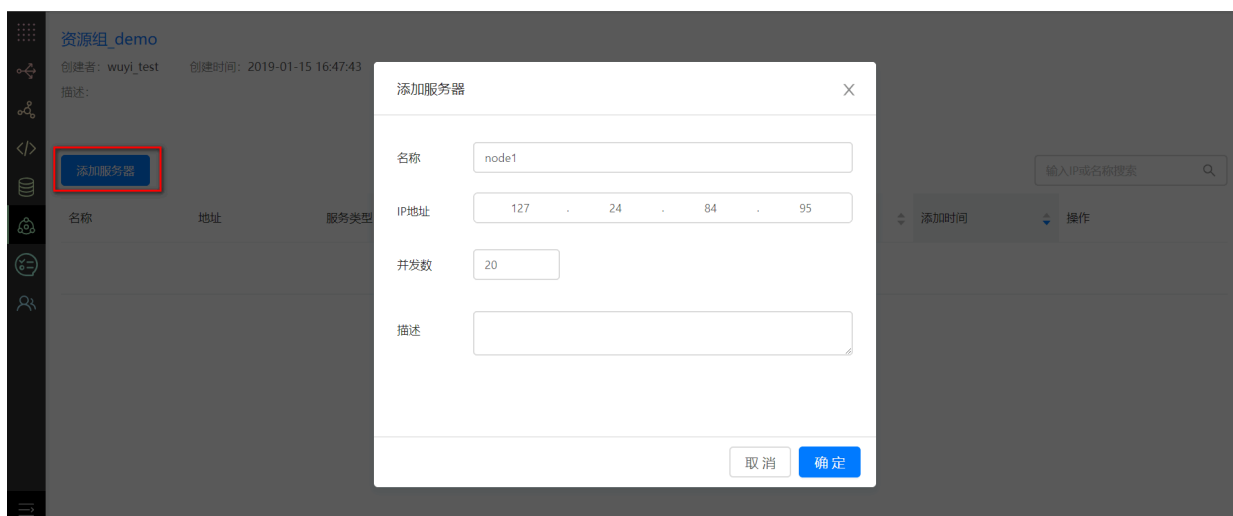 资源组_demo
创建者：wuyi_test 创建时间：2019-01-15 16:47:43
描述：
添加服务器
输入IP或名称搜索
名称 地址 服务类型 添加时间 操作
添加服务器
名称 node1
IP地址 127 . 24 . 84 . 95
并发数 20
描述
取消 确定